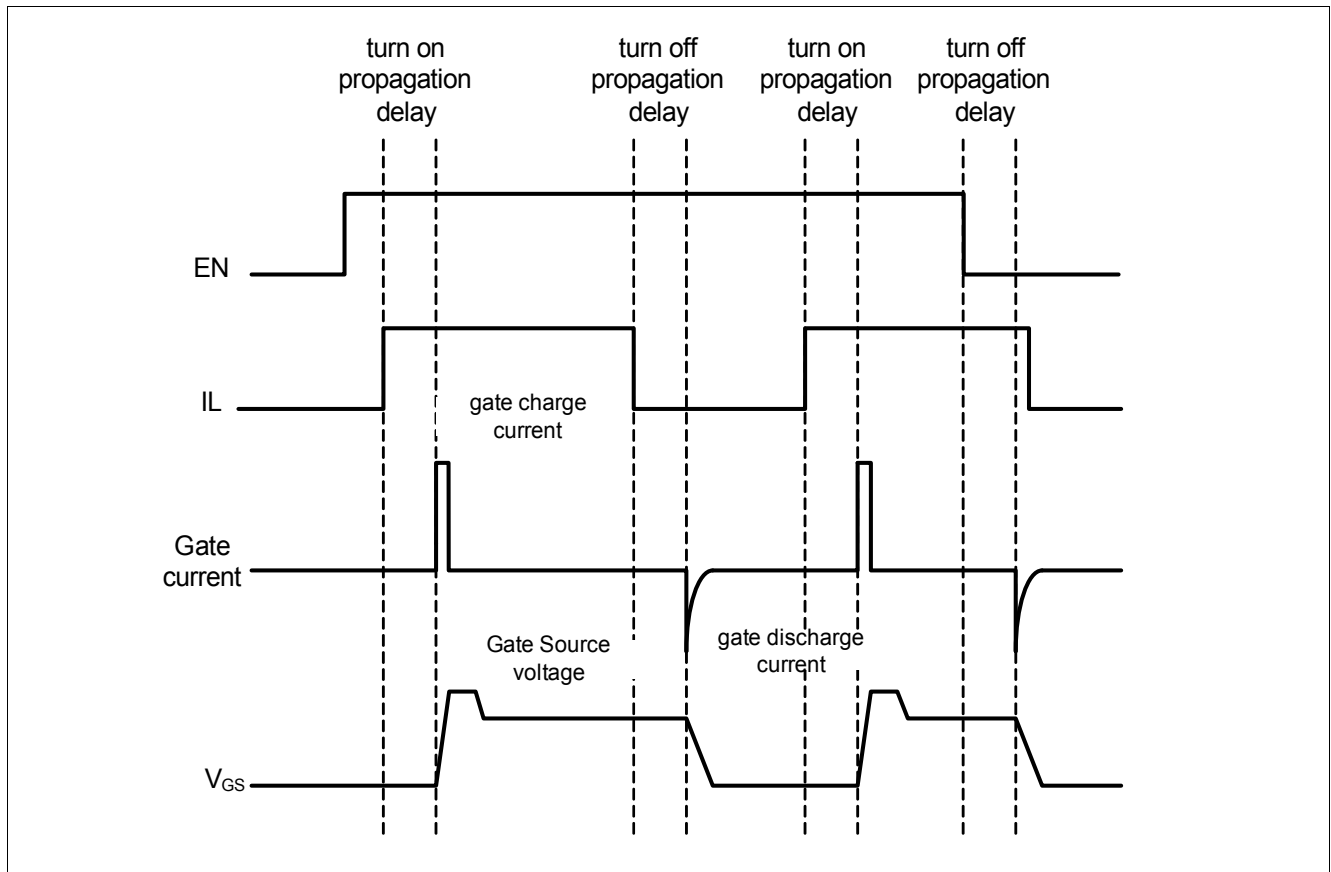 turn on
propagation
delay
turn off
propagation
delay
turn on
propagation
delay
turn off
propagation
delay
EN
IL
gate charge
current
Gate
current
Gate Source
voltage
gate discharge
current
VGS